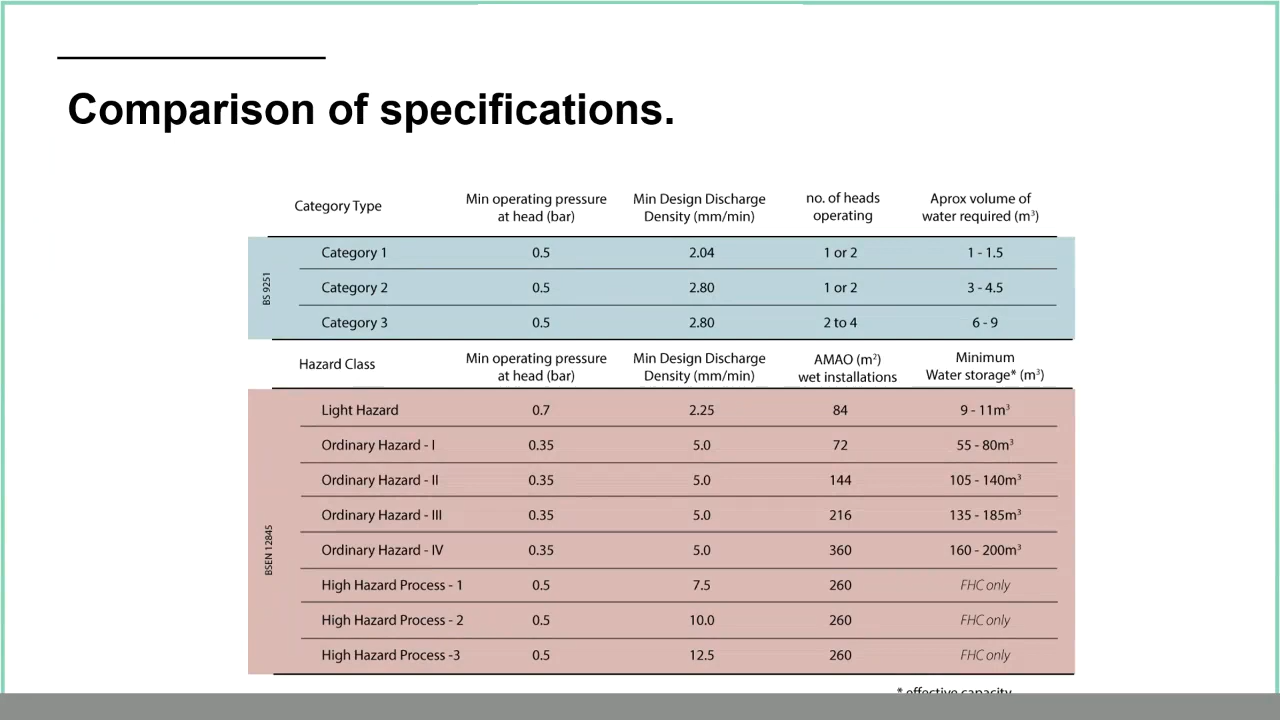 Comparison of specifications.
Category Type Min operating pressure at head (bar) Min Design Discharge Density (mm/min) no. of heads operating Aprox volume of water required (m³)
BS 9251
Category 1 0.5 2.04 1 or 2 1 - 1.5
Category 2 0.5 2.80 1 or 2 3 - 4.5
Category 3 0.5 2.80 2 to 4 6 - 9
Hazard Class Min operating pressure at head (bar) Min Design Discharge Density (mm/min) AMAO (m²) wet installations Minimum Water storage* (m³)
BSEN 12845
Light Hazard 0.7 2.25 84 9 - 11m³
Ordinary Hazard - I 0.35 5.0 72 55 - 80m³
Ordinary Hazard - II 0.35 5.0 144 105 - 140m³
Ordinary Hazard - III 0.35 5.0 216 135 - 185m³
Ordinary Hazard - IV 0.35 5.0 360 160 - 200m³
High Hazard Process - 1 0.5 7.5 260 FHC only
High Hazard Process - 2 0.5 10.0 260 FHC only
High Hazard Process -3 0.5 12.5 260 FHC only
* effective capacity